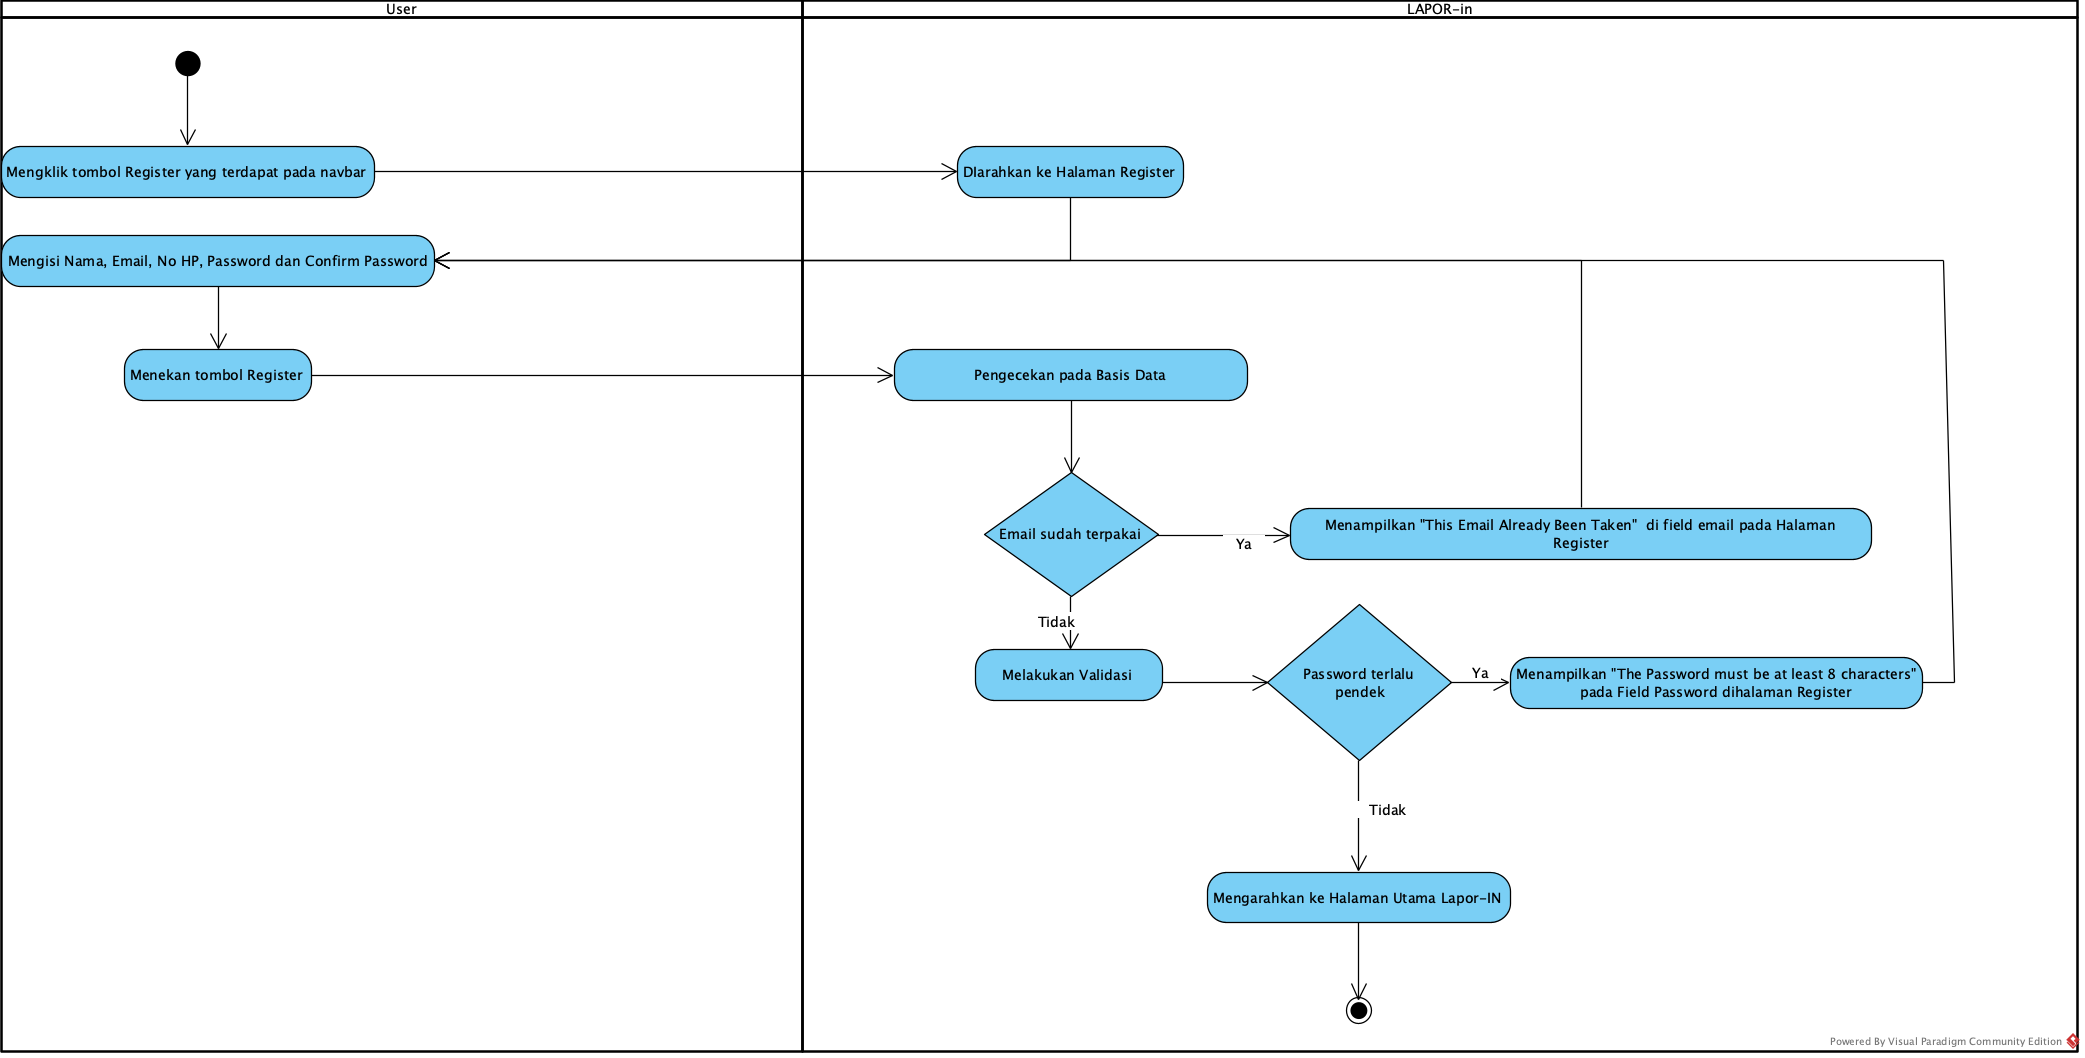 User
LAPOR-in
Mengklik tombol Register yang terdapat pada navbar
DIarahkan ke Halaman Register
Mengisi Nama, Email, No HP, Password dan Confirm Password
Menekan tombol Register
Pengecekan pada Basis Data
Email sudah terpakai
Ya
Menampilkan "This Email Already Been Taken"  di field email pada Halaman
Register
Tidak
Melakukan Validasi
Password terlalu
pendek
Ya
Menampilkan "The Password must be at least 8 characters"
pada Field Password dihalaman Register
Tidak
Mengarahkan ke Halaman Utama Lapor-IN
Powered By Visual Paradigm Community Edition